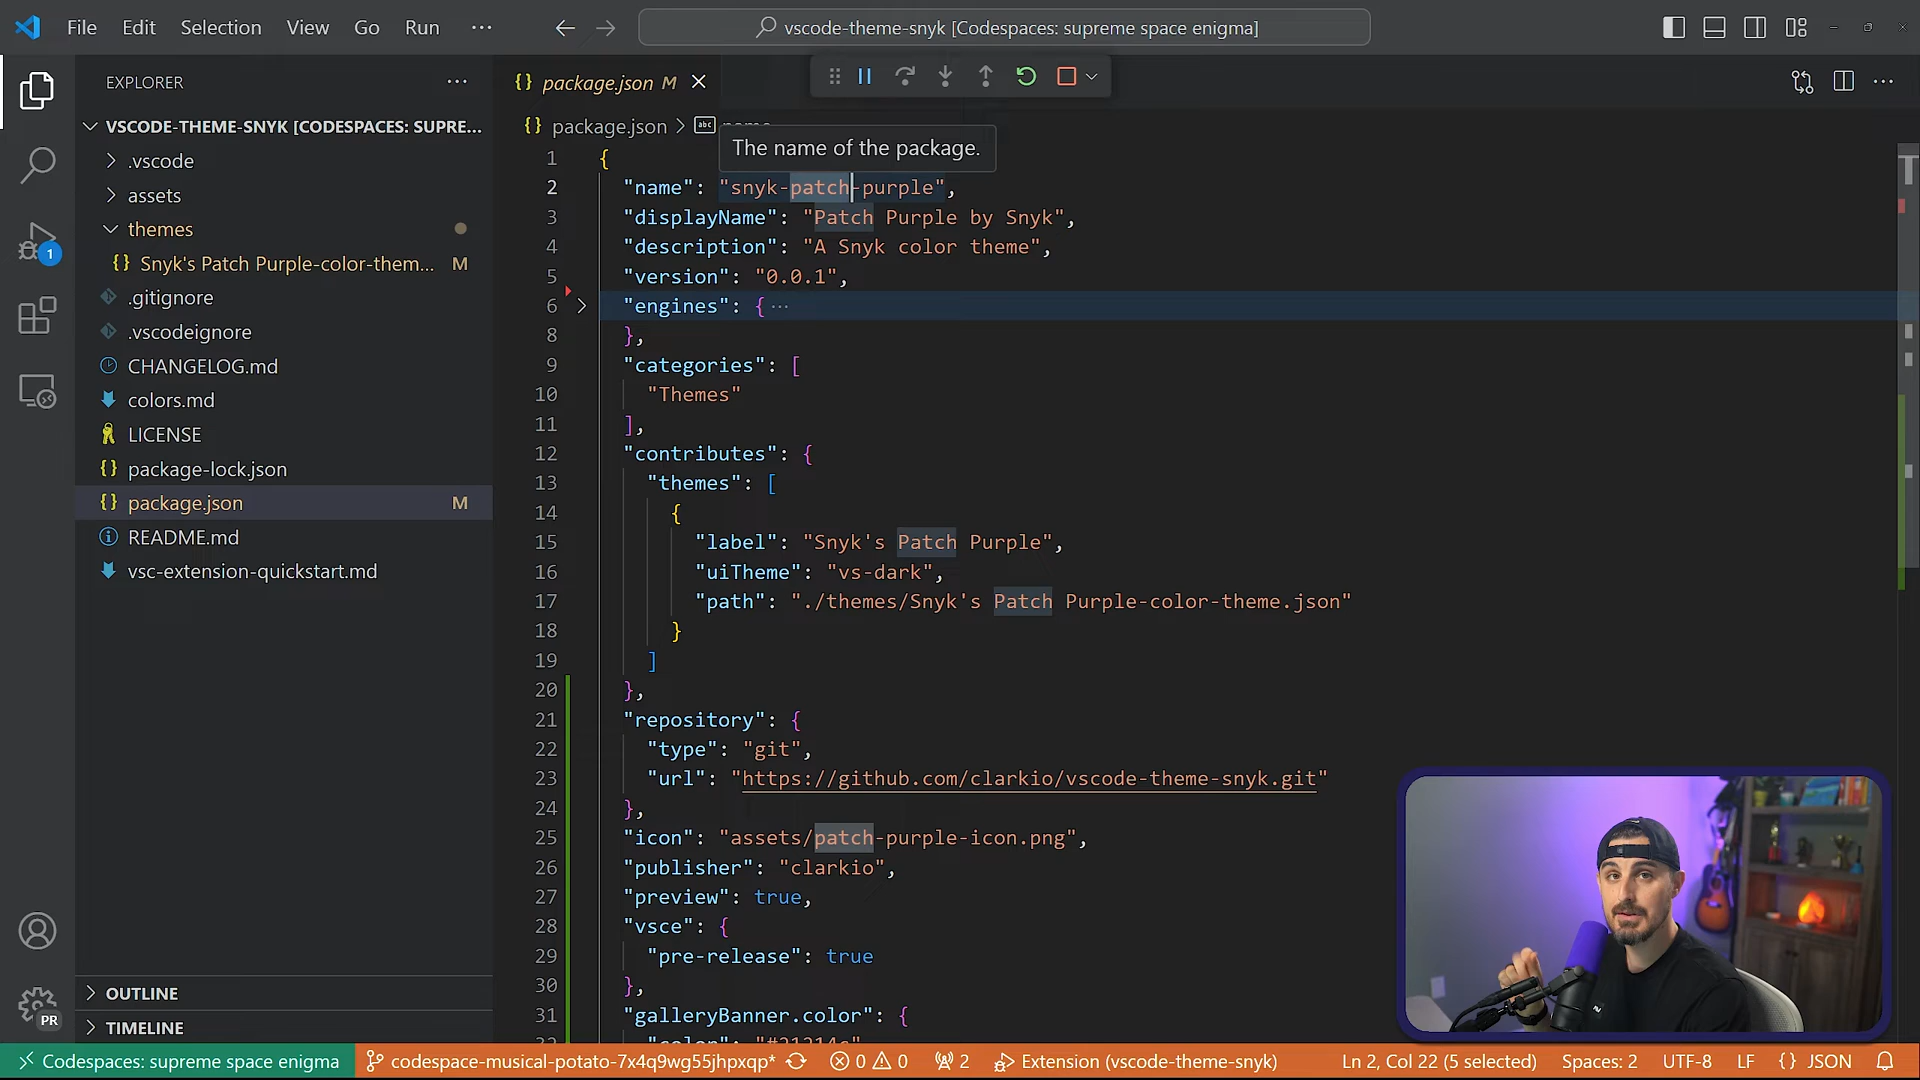 File Edit Selection View Go Run ···
vscode-theme-snyk [Codespaces: supreme space enigma]
EXPLORER
VSCODE-THEME-SNYK [CODESPACES: SUPRE...
.vscode
assets
themes
{} Snyk's Patch Purple-color-them... M
.gitignore
.vscodeignore
CHANGELOG.md
colors.md
LICENSE
{} package-lock.json
{} package.json M
README.md
vsc-extension-quickstart.md
OUTLINE
TIMELINE
1
PR
{} package.json M
{} package.json > abc
The name of the package.
1 {
2 "name": "snyk-patch-purple",
3 "displayName": "Patch Purple by Snyk",
4 "description": "A Snyk color theme",
5 "version": "0.0.1",
6 "engines": { ···
8 },
9 "categories": [
10 "Themes"
11 ],
12 "contributes": {
13 "themes": [
14 {
15 "label": "Snyk's Patch Purple",
16 "uiTheme": "vs-dark",
17 "path": "./themes/Snyk's Patch Purple-color-theme.json"
18 }
19 ]
20 },
21 "repository": {
22 "type": "git",
23 "url": "https://github.com/clarkio/vscode-theme-snyk.git"
24 },
25 "icon": "assets/patch-purple-icon.png",
26 "publisher": "clarkio",
27 "preview": true,
28 "vsce": {
29 "pre-release": true
30 },
31 "galleryBanner.color": {
Codespaces: supreme space enigma
codespace-musical-potato-7x4q9wg55jhpxqp*
0 0
2
Extension (vscode-theme-snyk)
Ln 2, Col 22 (5 selected)
Spaces: 2
UTF-8
LF
{} JSON